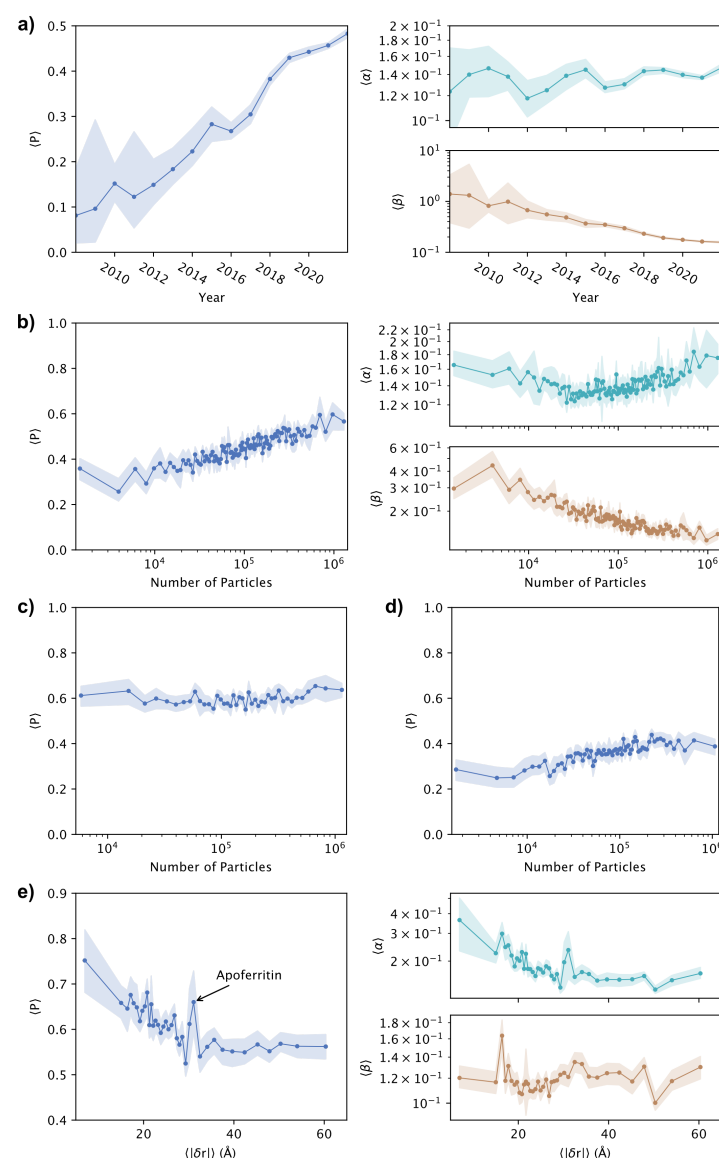 a)
0.5
0.4
0.3
0.2
0.1
0.0
⟨P⟩
2010
2012
2014
2016
2018
2020
Year
2 × 10⁻¹
1.8 × 10⁻¹
1.6 × 10⁻¹
1.4 × 10⁻¹
1.2 × 10⁻¹
10⁻¹
⟨α⟩
10¹
10⁰
10⁻¹
⟨β⟩
2010
2012
2014
2016
2018
2020
Year
b)
1.0
0.8
0.6
0.4
0.2
0.0
⟨P⟩
10⁴
10⁵
10⁶
Number of Particles
2.2 × 10⁻¹
2 × 10⁻¹
1.8 × 10⁻¹
1.6 × 10⁻¹
1.4 × 10⁻¹
1.2 × 10⁻¹
⟨α⟩
6 × 10⁻¹
4 × 10⁻¹
3 × 10⁻¹
2 × 10⁻¹
⟨β⟩
10⁴
10⁵
10⁶
Number of Particles
c)
1.0
0.8
0.6
0.4
0.2
0.0
⟨P⟩
10⁴
10⁵
10⁶
Number of Particles
d)
1.0
0.8
0.6
0.4
0.2
0.0
⟨P⟩
10⁴
10⁵
10⁶
Number of Particles
e)
0.9
0.8
0.7
0.6
0.5
0.4
⟨P⟩
Apoferritin
20
40
60
⟨|δr|⟩ (Å)
4 × 10⁻¹
3 × 10⁻¹
2 × 10⁻¹
⟨α⟩
1.8 × 10⁻¹
1.6 × 10⁻¹
1.4 × 10⁻¹
1.2 × 10⁻¹
10⁻¹
⟨β⟩
20
40
60
⟨|δr|⟩ (Å)